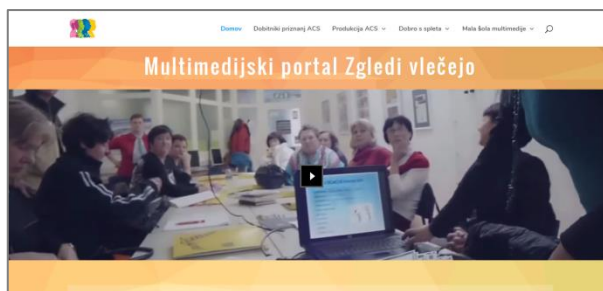 Domov Dobitniki priznanj ACS Produkcija ACS Dobro s spleta Mala šola multimedije
Multimedijski portal Zgledi vlečejo